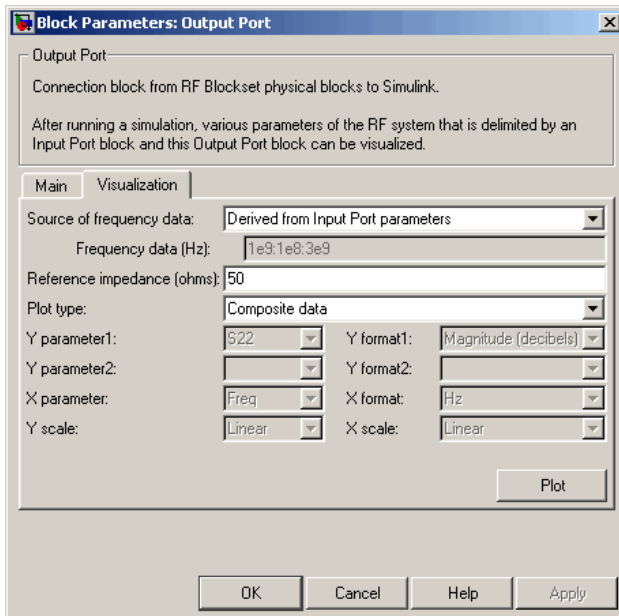 Block Parameters: Output Port
Output Port
Connection block from RF Blockset physical blocks to Simulink.
After running a simulation, various parameters of the RF system that is delimited by an
Input Port block and this Output Port block can be visualized.
Main Visualization
Source of frequency data: Derived from Input Port parameters
Frequency data (Hz): 1e9:1e8:3e9
Reference impedance (ohms): 50
Plot type: Composite data
Y parameter1: S22 Y format1: Magnitude (decibels)
Y parameter2: Y format2:
X parameter: Freq X format: Hz
Y scale: Linear X scale: Linear
Plot
OK Cancel Help Apply